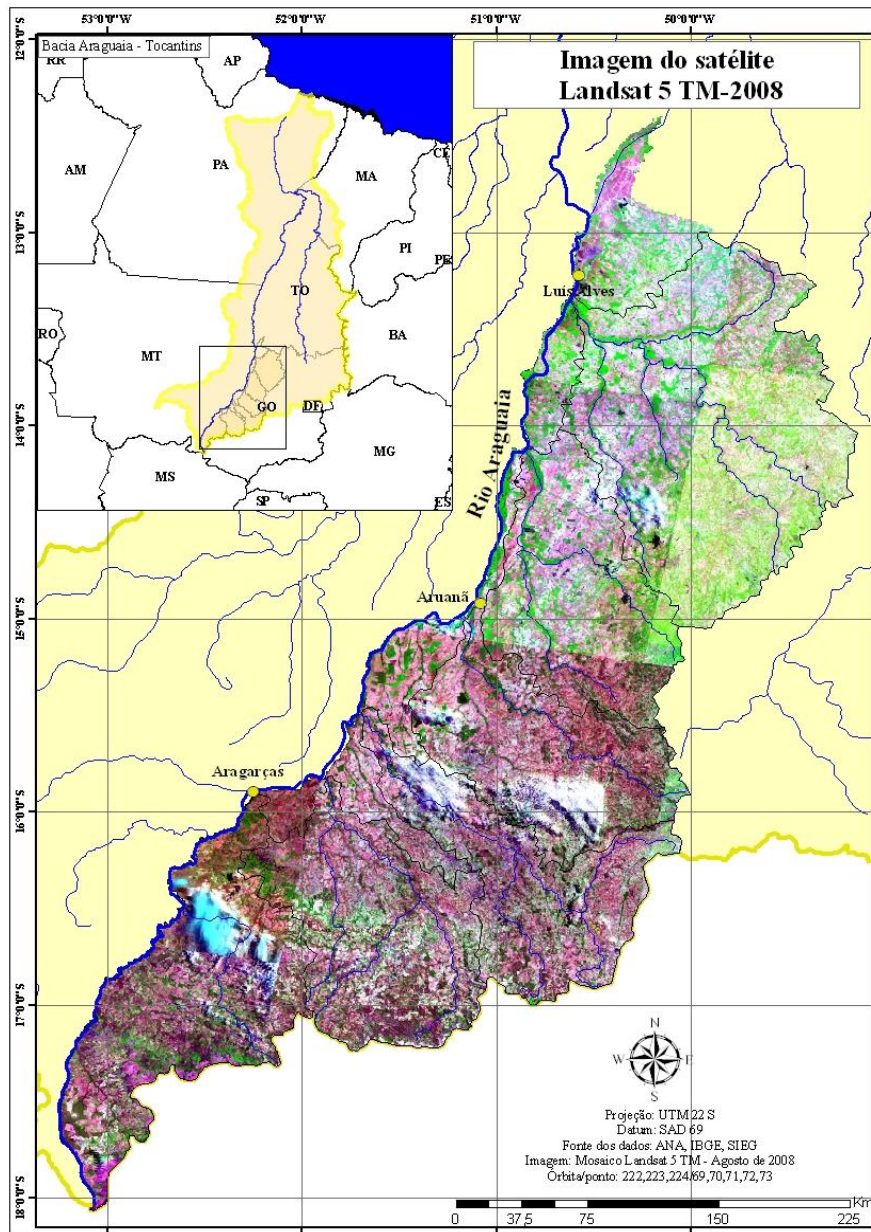 53°0'0"S 52°0'0"S 51°0'0"S 50°0'0"S
12°0'0"S
13°0'0"S
14°0'0"S
15°0'0"S
16°0'0"S
17°0'0"S
18°0'0"S
Bacia Araguaia - Tocantins
RR
AP
AM
PA
MA
CE
PI
PE
TO
RO
MT
BA
GO
DF
MG
MS
SP
ES
Imagem do satélite
Landsat 5 TM-2008
Luis Alves
Rio Araguaia
Aruanã
Aragarças
N
W E
S
Projeção: UTM 22 S
Datum: SAD 69
Fonte dos dados: ANA, IBGE, SIEG
Imagem: Mosaico Landsat 5 TM - Agosto de 2008
Órbita/ponto: 222,223,224/69,70,71,72,73
Km
0 37,5 75 150 225